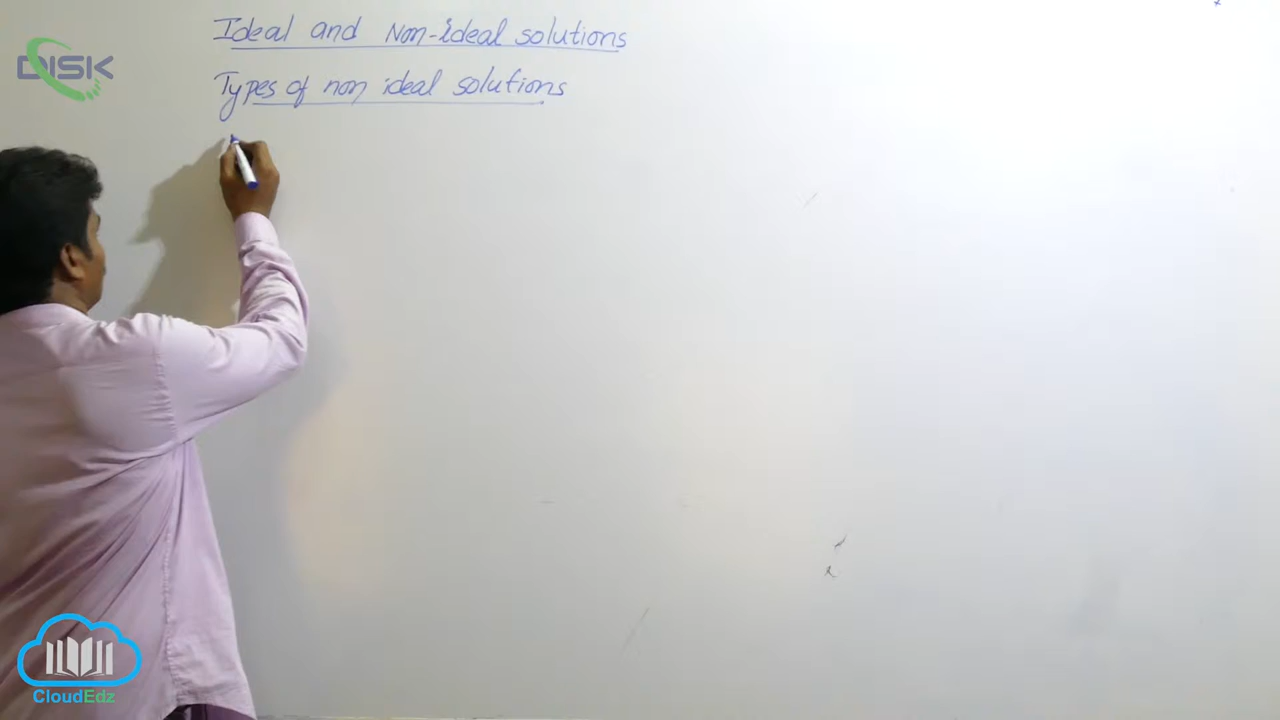 Ideal and Non-ideal solutions
DISK
Types of non ideal solutions
CloudEdz